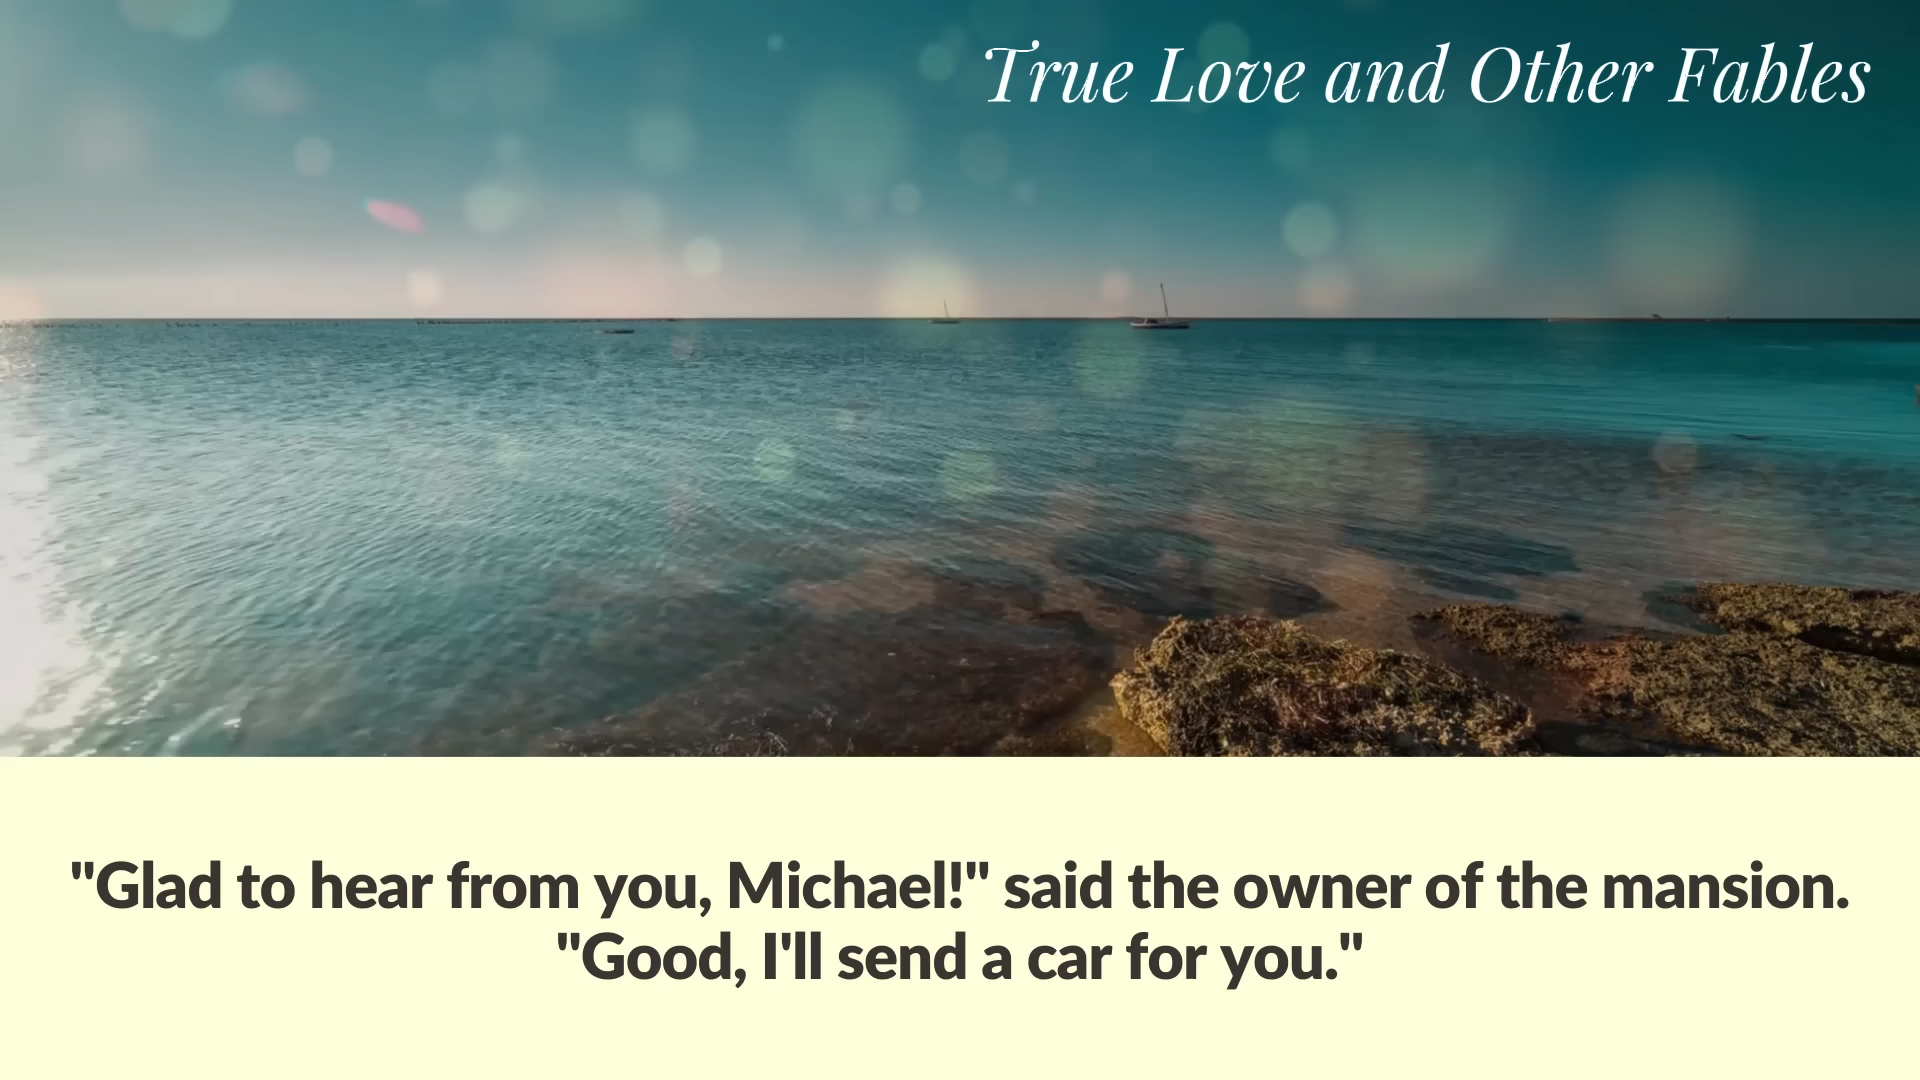 True Love and Other Fables
"Glad to hear from you, Michael!" said the owner of the mansion.
"Good, I'll send a car for you."